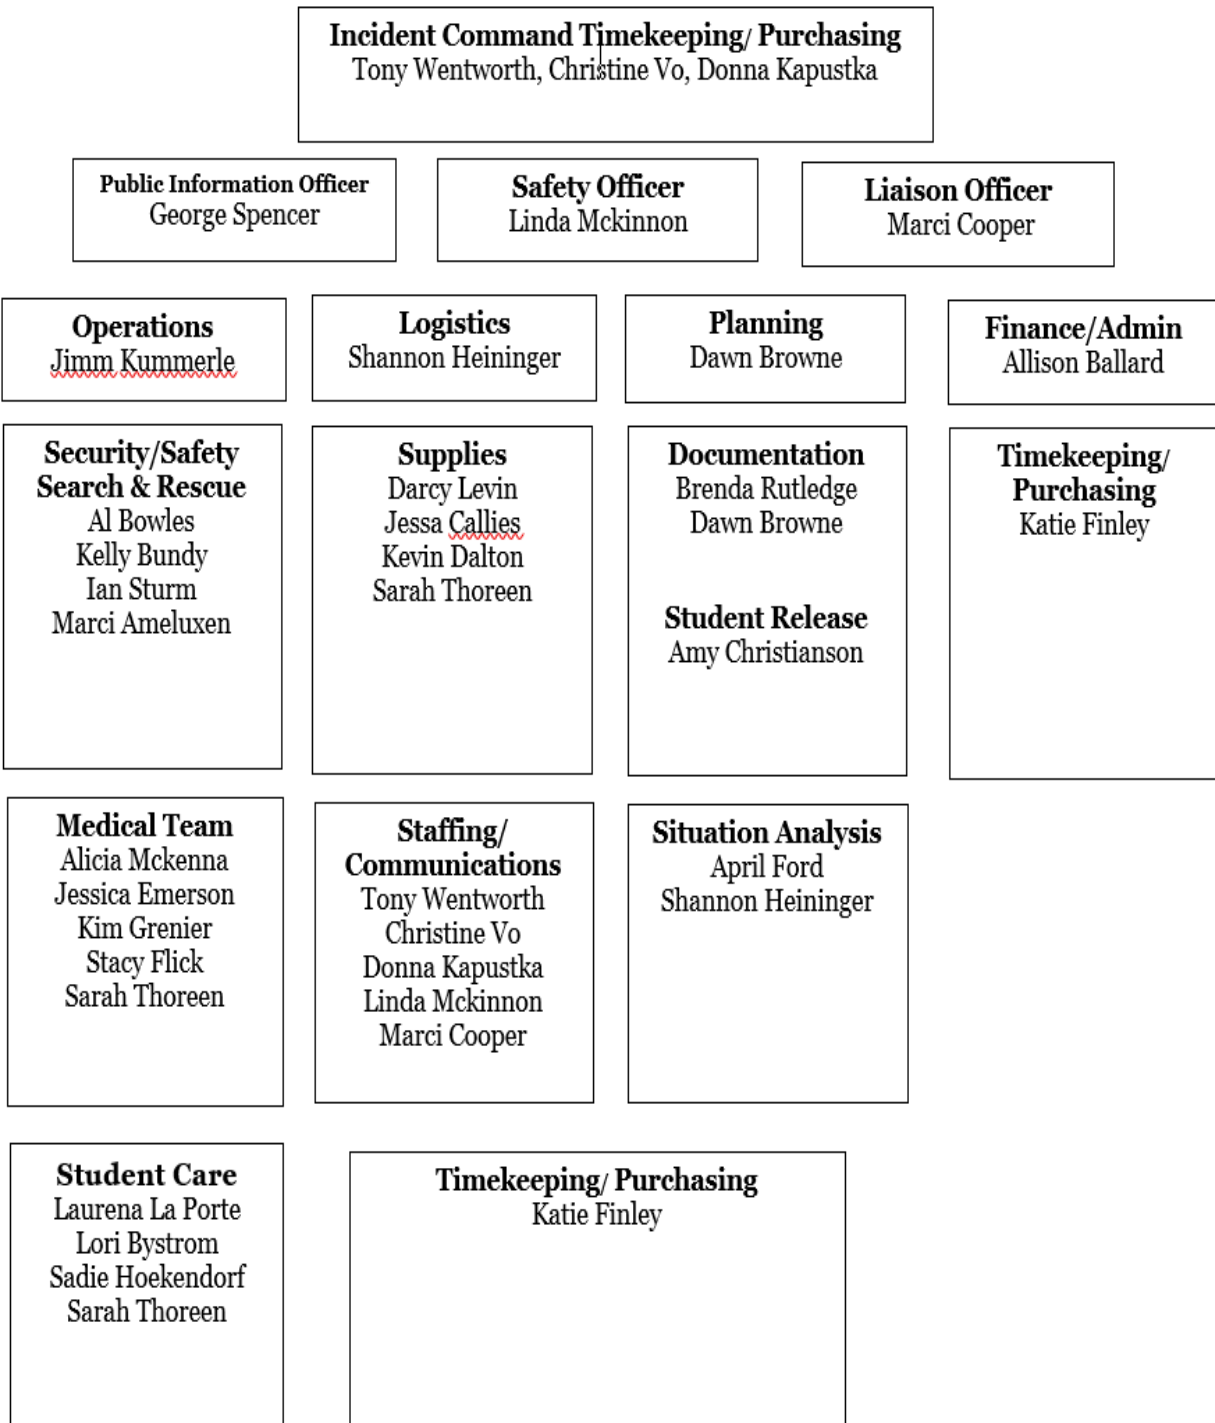 Incident Command Timekeeping/ Purchasing
Tony Wentworth, Christine Vo, Donna Kapustka
Public Information Officer
George Spencer
Safety Officer
Linda Mckinnon
Liaison Officer
Marci Cooper
Operations
Jimm Kummerle
Logistics
Shannon Heininger
Planning
Dawn Browne
Finance/Admin
Allison Ballard
Security/Safety
Search & Rescue
Al Bowles
Kelly Bundy
Ian Sturm
Marci Ameluxen
Supplies
Darcy Levin
Jessa Callies
Kevin Dalton
Sarah Thoreen
Documentation
Brenda Rutledge
Dawn Browne
Student Release
Amy Christianson
Timekeeping/
Purchasing
Katie Finley
Medical Team
Alicia Mckenna
Jessica Emerson
Kim Grenier
Stacy Flick
Sarah Thoreen
Staffing/
Communications
Tony Wentworth
Christine Vo
Donna Kapustka
Linda Mckinnon
Marci Cooper
Situation Analysis
April Ford
Shannon Heininger
Student Care
Laurena La Porte
Lori Bystrom
Sadie Hoekendorf
Sarah Thoreen
Timekeeping/ Purchasing
Katie Finley